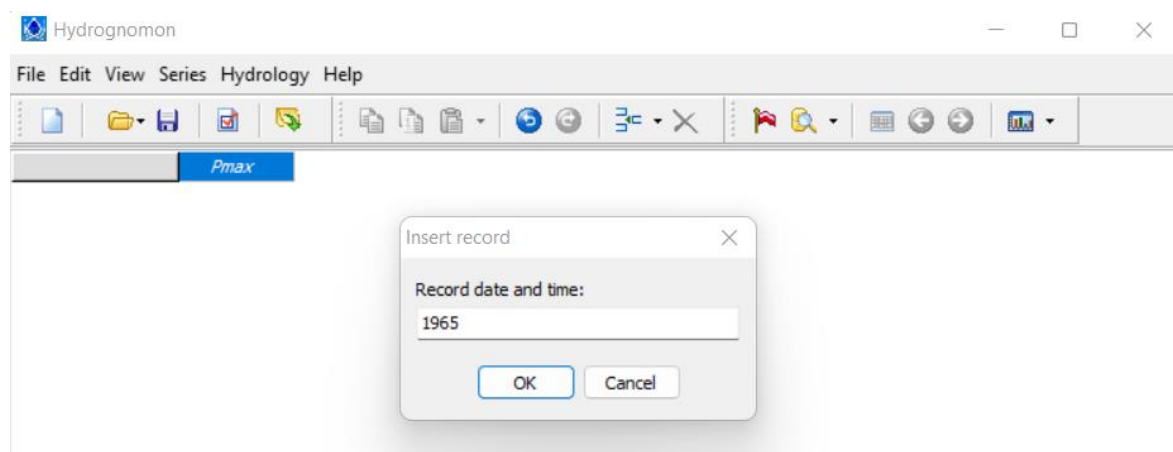 Hydrognomon
File Edit View Series Hydrology Help
Pmax
Insert record
Record date and time:
1965
OK Cancel